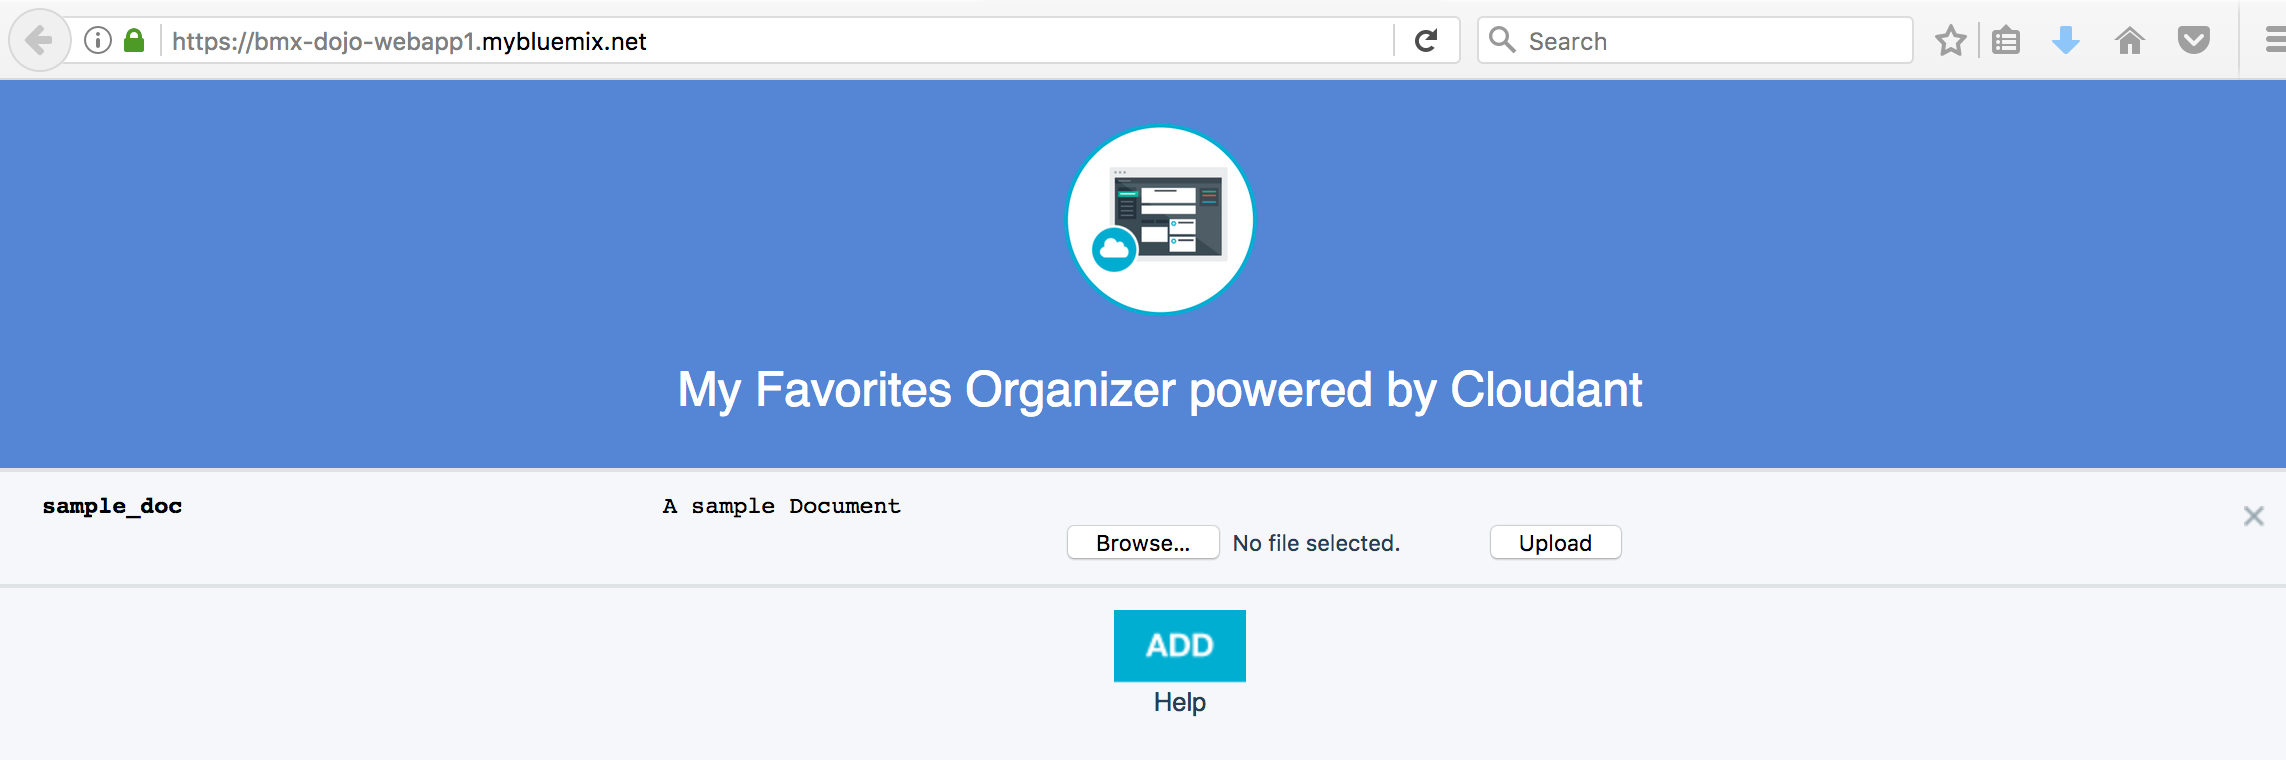 https://bmx-dojo-webapp1.mybluemix.net
Search
My Favorites Organizer powered by Cloudant
sample_doc
A sample Document
Browse... No file selected. Upload
ADD
Help